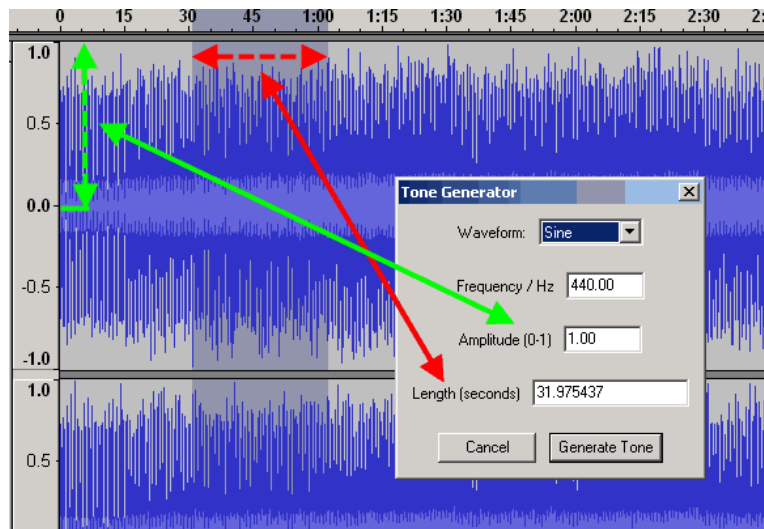 0 15 30 45 1:00 1:15 1:30 1:45 2:00 2:15 2:30 2:
1.0
0.5
0.0
-0.5
-1.0
Tone Generator
Waveform: Sine
Frequency / Hz 440.00
Amplitude (0-1) 1.00
Length (seconds) 31.975437
Cancel Generate Tone
1.0
0.5